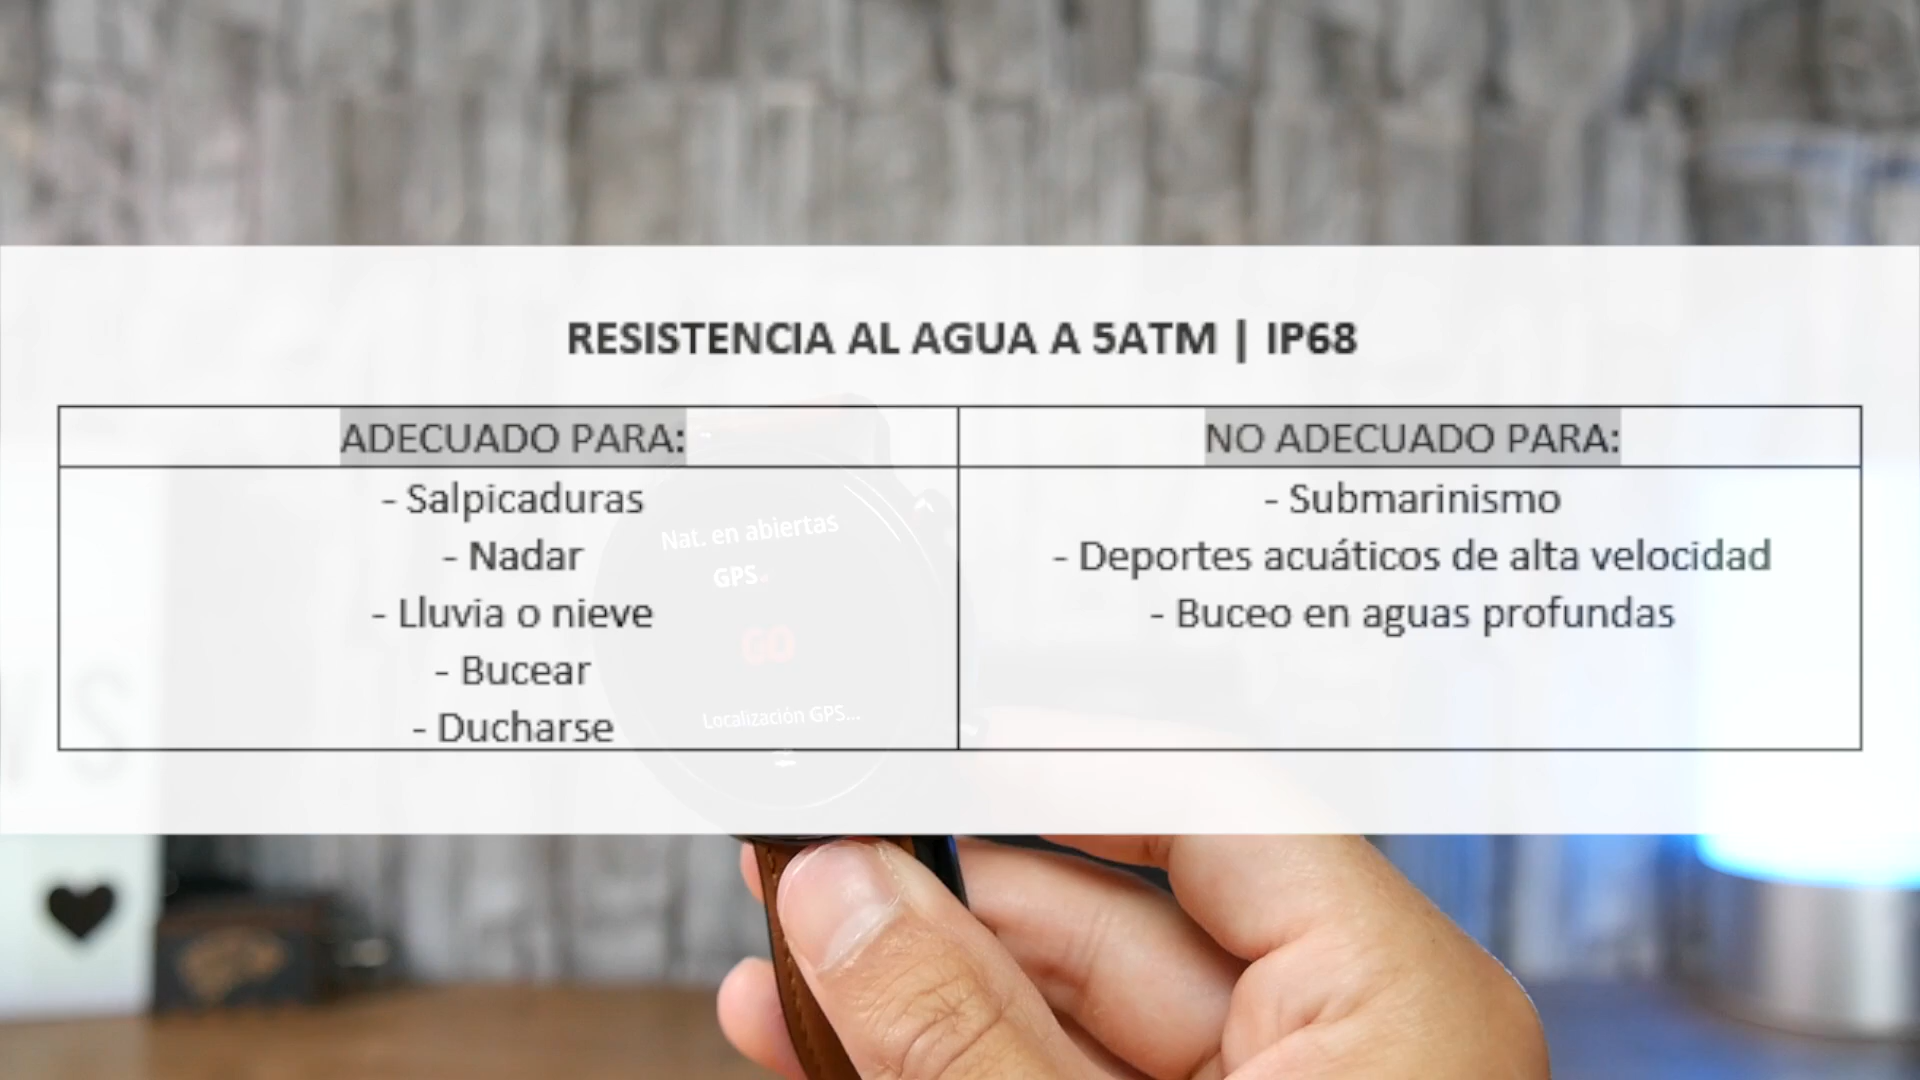 RESISTENCIA AL AGUA A 5ATM | IP68
ADECUADO PARA:
- Salpicaduras
- Nadar
- Lluvia o nieve
- Bucear
- Ducharse
NO ADECUADO PARA:
- Submarinismo
- Deportes acuáticos de alta velocidad
- Buceo en aguas profundas
Nat. en abiertas
GPS
GO
Localización GPS...